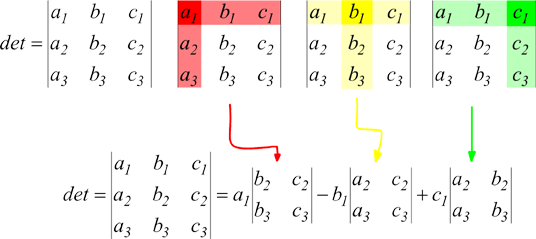 det = |a₁ b₁ c₁| |a₁ b₁ c₁| |a₁ b₁ c₁| |a₁ b₁ c₁|
|a₂ b₂ c₂| |a₂ b₂ c₂| |a₂ b₂ c₂| |a₂ b₂ c₂|
|a₃ b₃ c₃| |a₃ b₃ c₃| |a₃ b₃ c₃| |a₃ b₃ c₃|
|a₁ b₁ c₁|
det = |a₂ b₂ c₂| = a₁ |b₂ c₂| − b₁ |a₂ c₂| + c₁ |a₂ b₂|
|a₃ b₃ c₃| |b₃ c₃| |a₃ c₃| |a₃ b₃|